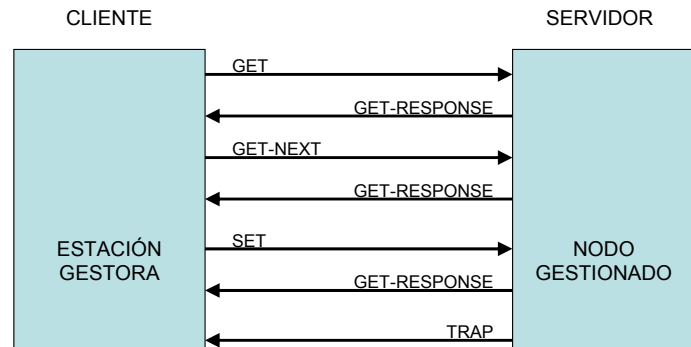 CLIENTE
SERVIDOR
GET
GET-RESPONSE
GET-NEXT
GET-RESPONSE
ESTACIÓN
GESTORA
SET
NODO
GESTIONADO
GET-RESPONSE
TRAP